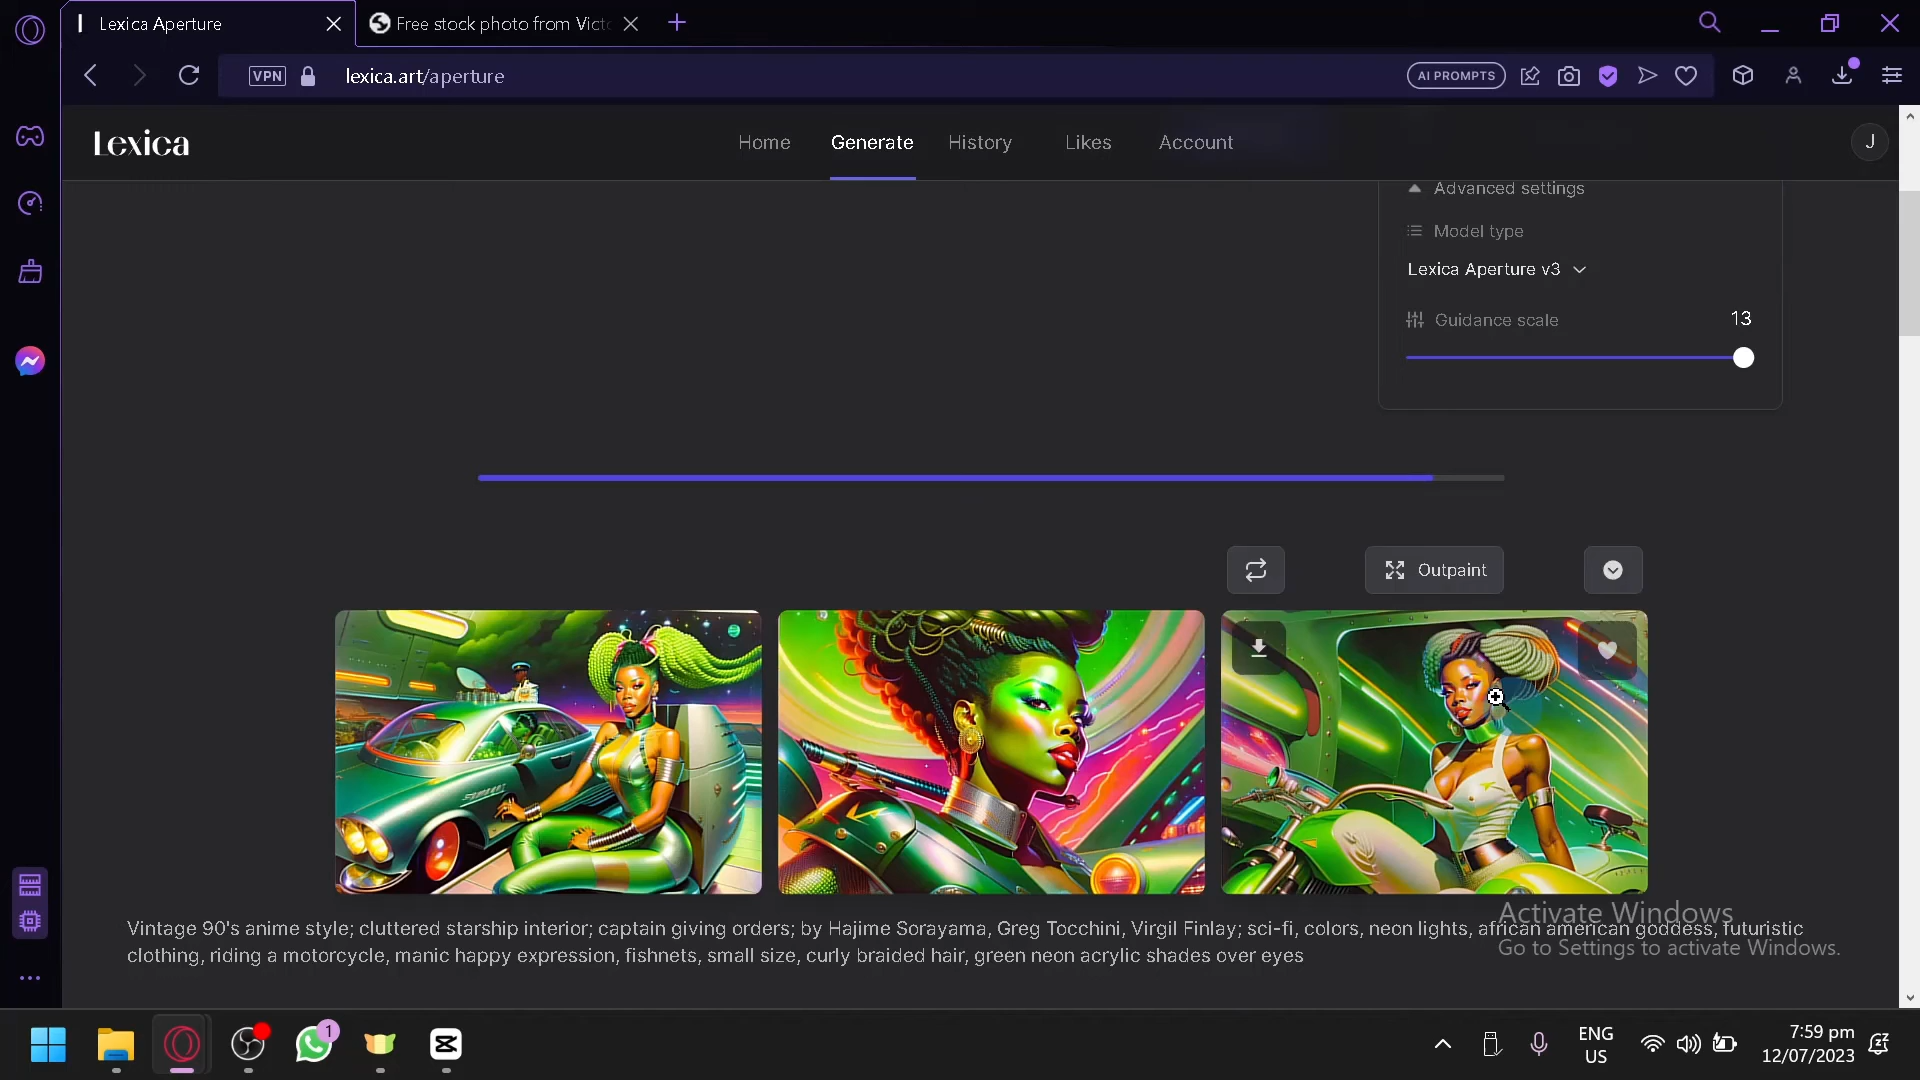 Lexica Aperture
Free stock photo from Victo
VPN
lexica.art/aperture
AI PROMPTS
Lexica
Home
Generate
History
Likes
Account
J
Advanced settings
Model type
Lexica Aperture v3
Guidance scale
13
Outpaint
Vintage 90's anime style; cluttered starship interior; captain giving orders; by Hajime Sorayama, Greg Tocchini, Virgil Finlay; sci-fi, colors, neon lights, african american goddess, futuristic
clothing, riding a motorcycle, manic happy expression, fishnets, small size, curly braided hair, green neon acrylic shades over eyes
Activate Windows
Go to Settings to activate Windows.
1
ENG
US
7:59 pm
12/07/2023